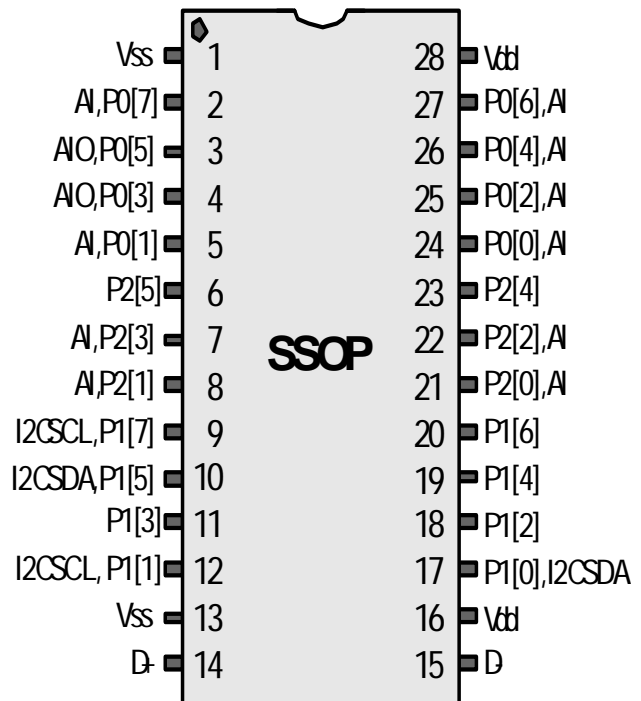 Vss 1 28 Vdd
AI,P0[7] 2 27 P0[6],AI
AIO,P0[5] 3 26 P0[4],AI
AIO,P0[3] 4 25 P0[2],AI
AI,P0[1] 5 24 P0[0],AI
P2[5] 6 23 P2[4]
AI,P2[3] 7 22 P2[2],AI
SSOP
AI,P2[1] 8 21 P2[0],AI
I2CSCL,P1[7] 9 20 P1[6]
I2CSDA,P1[5] 10 19 P1[4]
P1[3] 11 18 P1[2]
I2CSCL, P1[1] 12 17 P1[0],I2CSDA
Vss 13 16 Vdd
D+ 14 15 D-